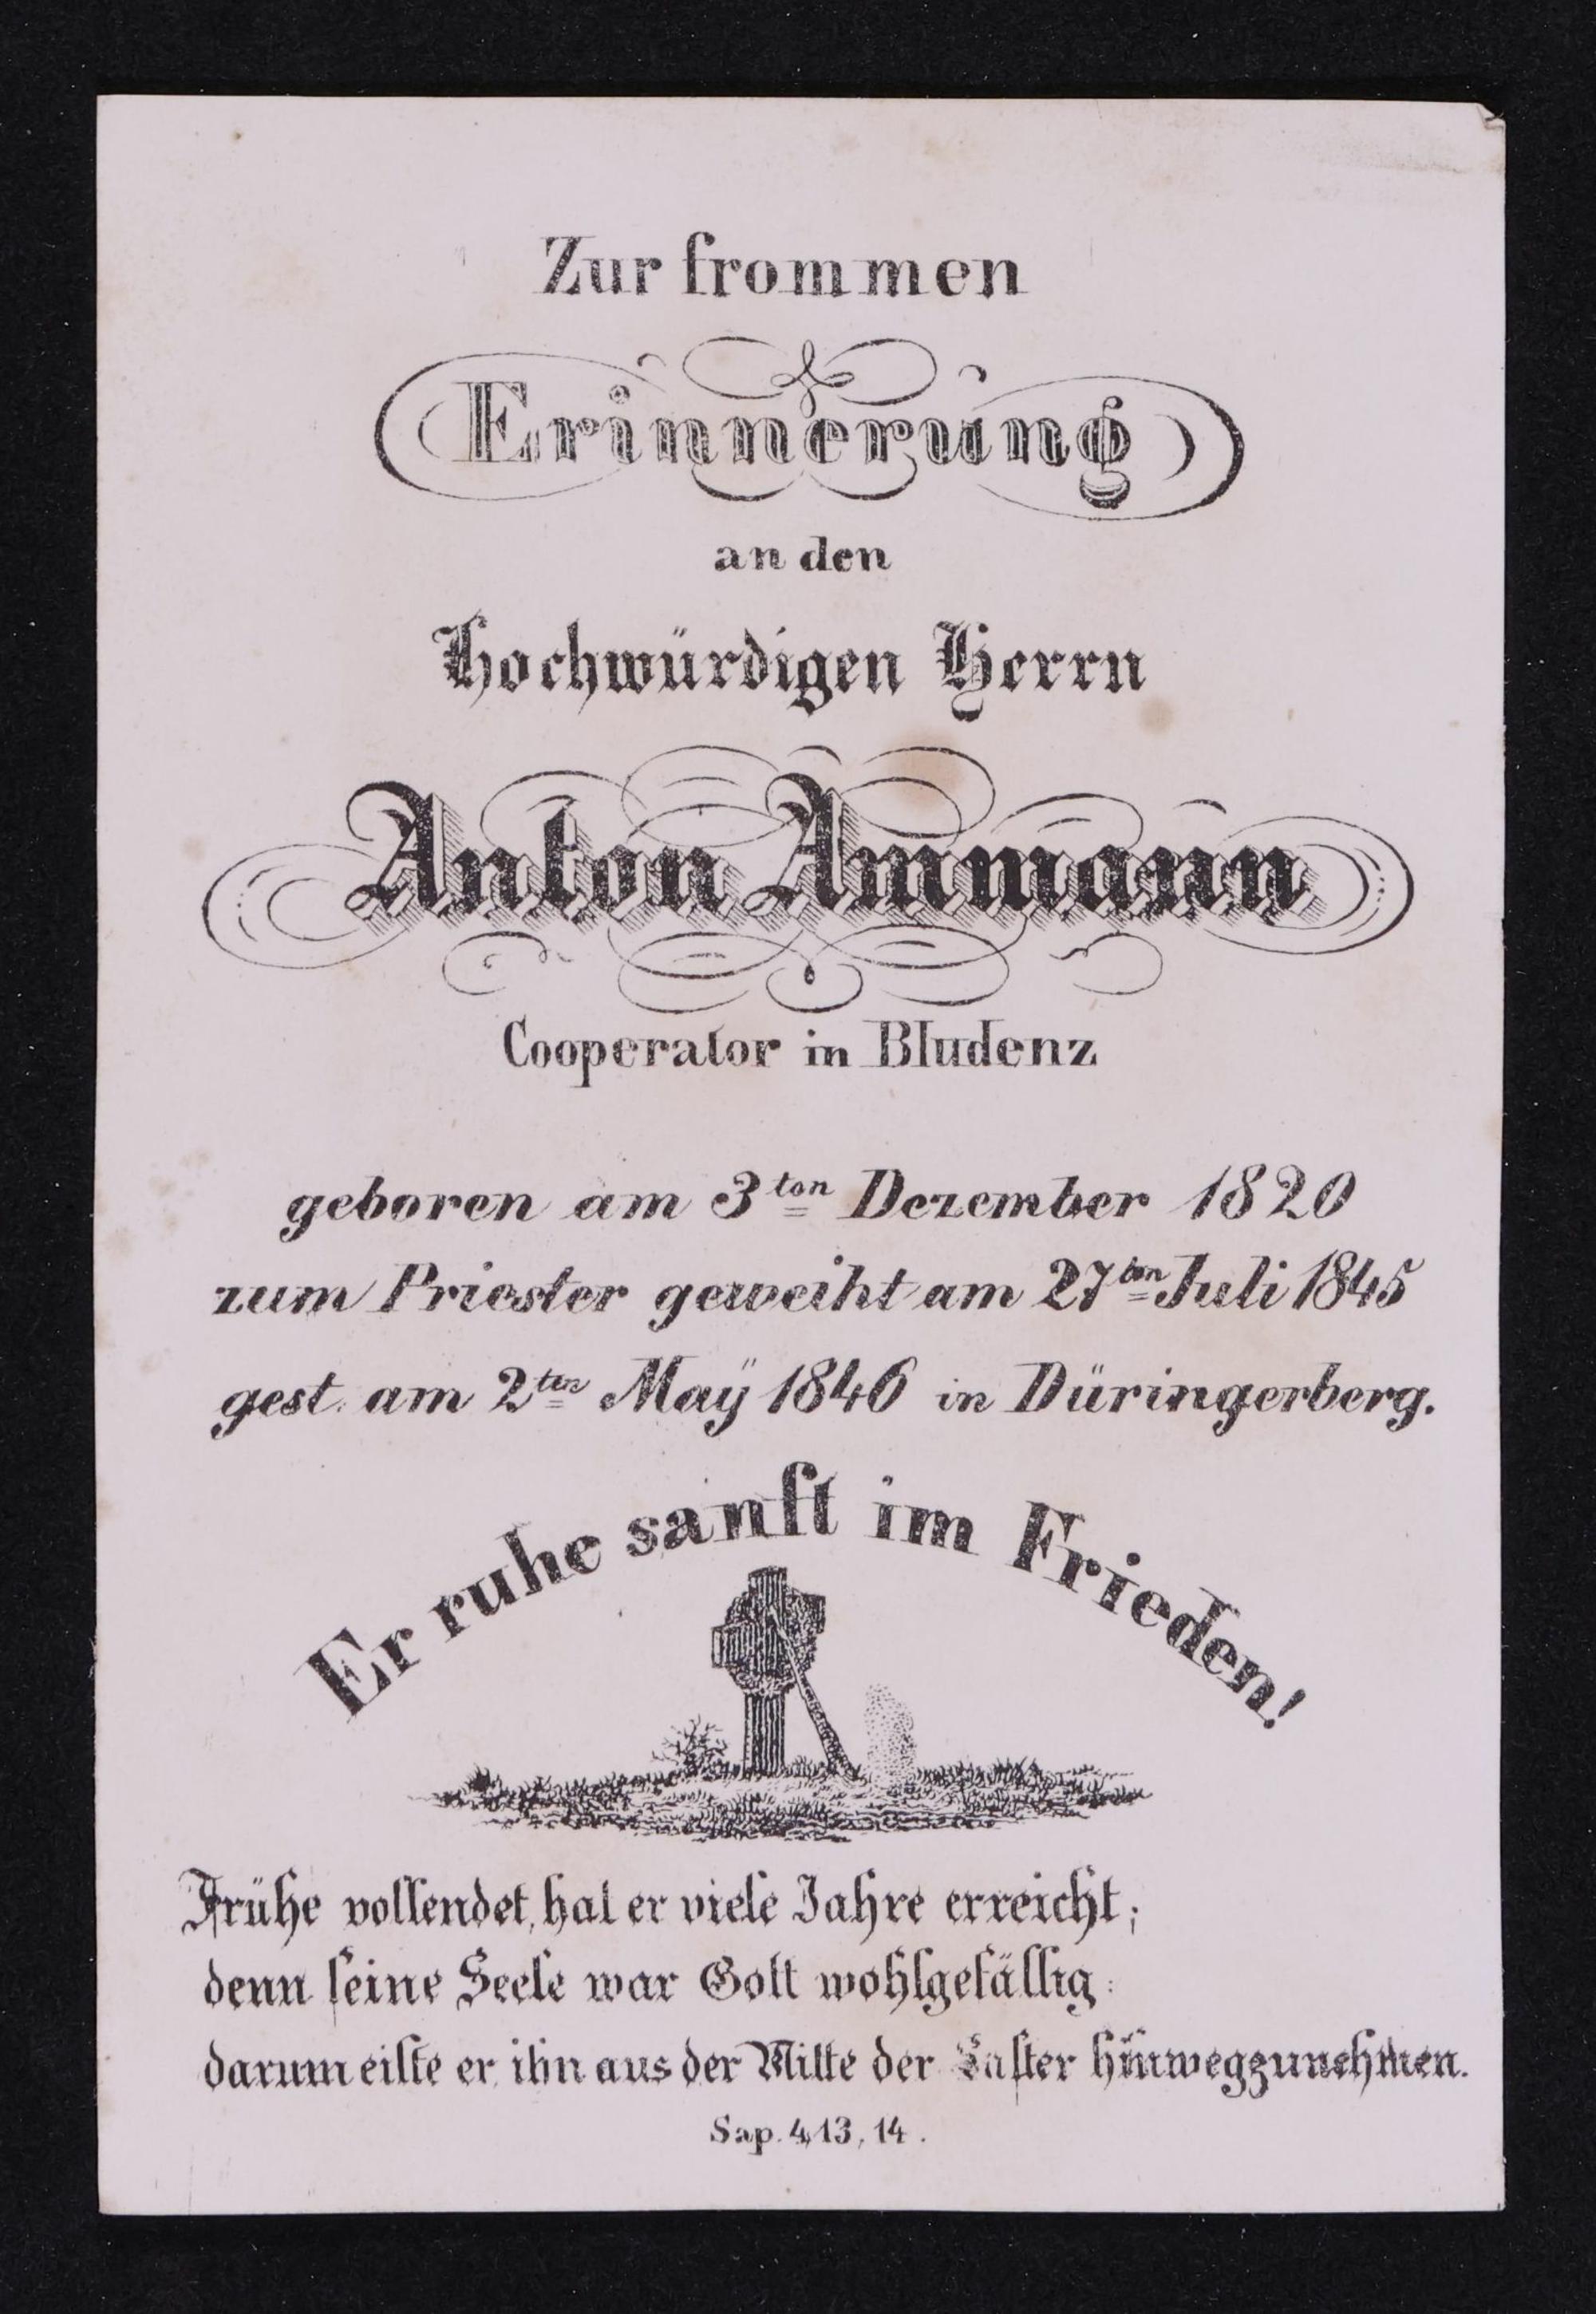 Zur frommen
Erinnerung
an den
Hochwürdigen Herrn
Anton Ammann
Cooperator in Bludenz
geboren am 3ten Dezember 1820
zum Priester geweiht am 27ten Juli 1845
gest. am 2ten Maÿ 1846 in Düringerberg.
Er ruhe sanft im Frieden!
Frühe vollendet, hat er viele Jahre erreicht;
denn seine Seele war Gott wohlgefällig:
darum eilte er, ihn aus der Mitte der Laster hinwegzunehmen.
Sap. 4,13,14.